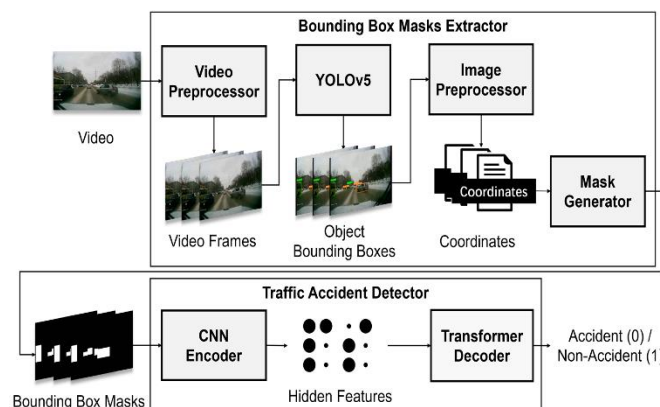 Bounding Box Masks Extractor
Video
Preprocessor
YOLOv5
Image
Preprocessor
Video
Coordinates
Mask
Generator
Video Frames
Object
Bounding Boxes
Coordinates
Traffic Accident Detector
CNN
Encoder
Transformer
Decoder
Accident (0) /
Non-Accident (1)
Hidden Features
Bounding Box Masks